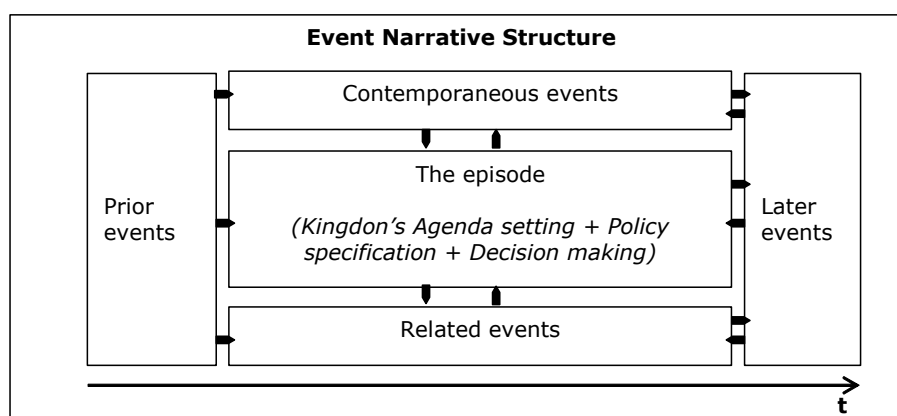 Event Narrative Structure
Contemporaneous events
The episode
Prior
events
(Kingdon's Agenda setting + Policy
specification + Decision making)
Later
events
Related events
t